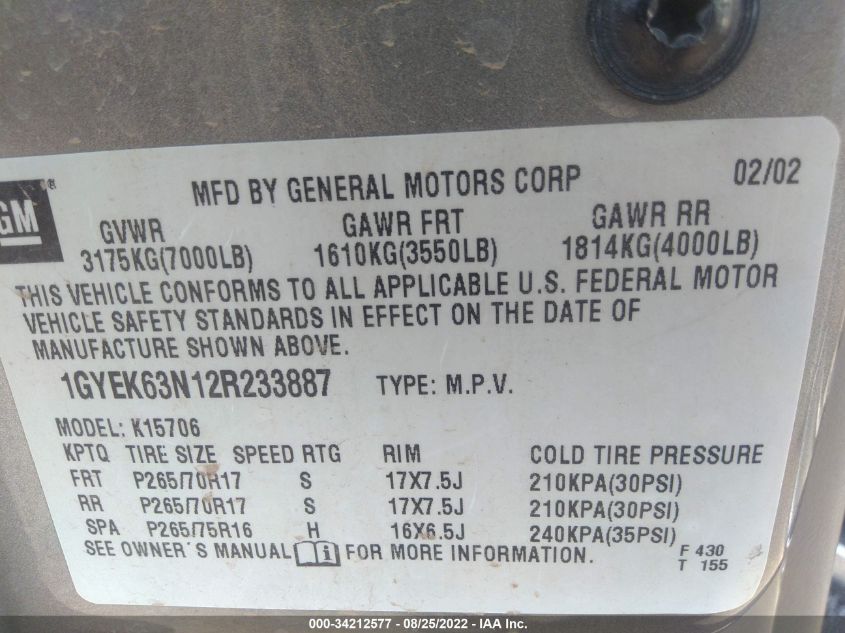 MFD BY GENERAL MOTORS CORP 02/02
GM®
GVWR GAWR FRT GAWR RR
3175KG(7000LB) 1610KG(3550LB) 1814KG(4000LB)
THIS VEHICLE CONFORMS TO ALL APPLICABLE U.S. FEDERAL MOTOR
VEHICLE SAFETY STANDARDS IN EFFECT ON THE DATE OF
MANUFACTURE SHOWN ABOVE.
1GYEK63N12R233887 TYPE: M.P.V.
MODEL: K15706
KPTQ TIRE SIZE SPEED RTG RIM COLD TIRE PRESSURE
FRT P265/70R17 S 17X7.5J 210KPA(30PSI)
RR P265/70R17 S 17X7.5J 210KPA(30PSI)
SPA P265/75R16 H 16X6.5J 240KPA(35PSI)
SEE OWNER'S MANUAL FOR MORE INFORMATION. F 430
T 155
000-34212577 - 08/25/2022 - IAA Inc.